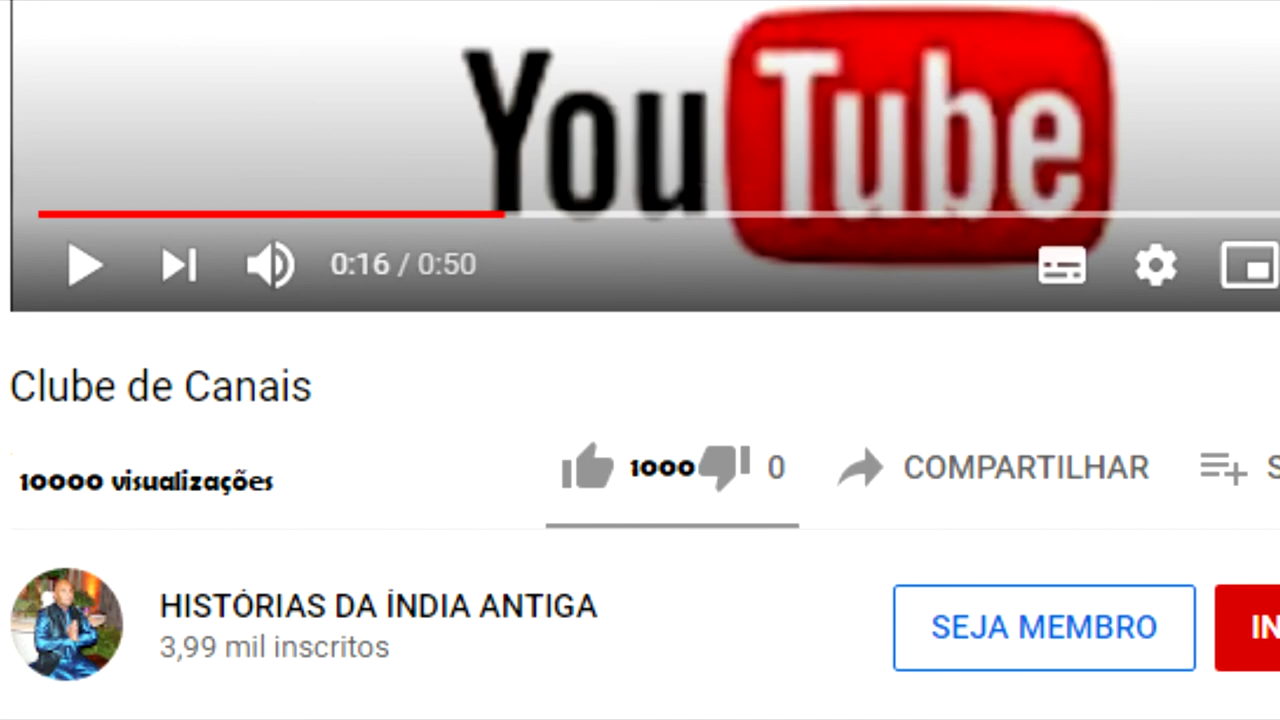 YouTube
0:16 / 0:50
Clube de Canais
10000 visualizações
1000 0 COMPARTILHAR
HISTÓRIAS DA ÍNDIA ANTIGA
3,99 mil inscritos
SEJA MEMBRO